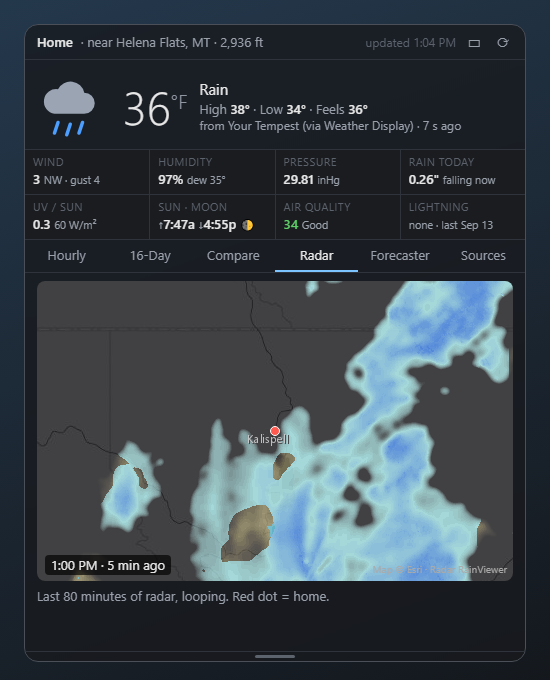 Home · near Helena Flats, MT · 2,936 ft
updated 1:04 PM
36°F
Rain
High 38° · Low 34° · Feels 36°
from Your Tempest (via Weather Display) · 7 s ago
WIND
3 NW · gust 4
HUMIDITY
97% dew 35°
PRESSURE
29.81 inHg
RAIN TODAY
0.26" falling now
UV / SUN
0.3 60 W/m²
SUN · MOON
↑7:47a ↓4:55p
AIR QUALITY
34 Good
LIGHTNING
none · last Sep 13
Hourly
16-Day
Compare
Radar
Forecaster
Sources
Kalispell
1:00 PM · 5 min ago
Esri
RainViewer
Last 80 minutes of radar, looping. Red dot = home.